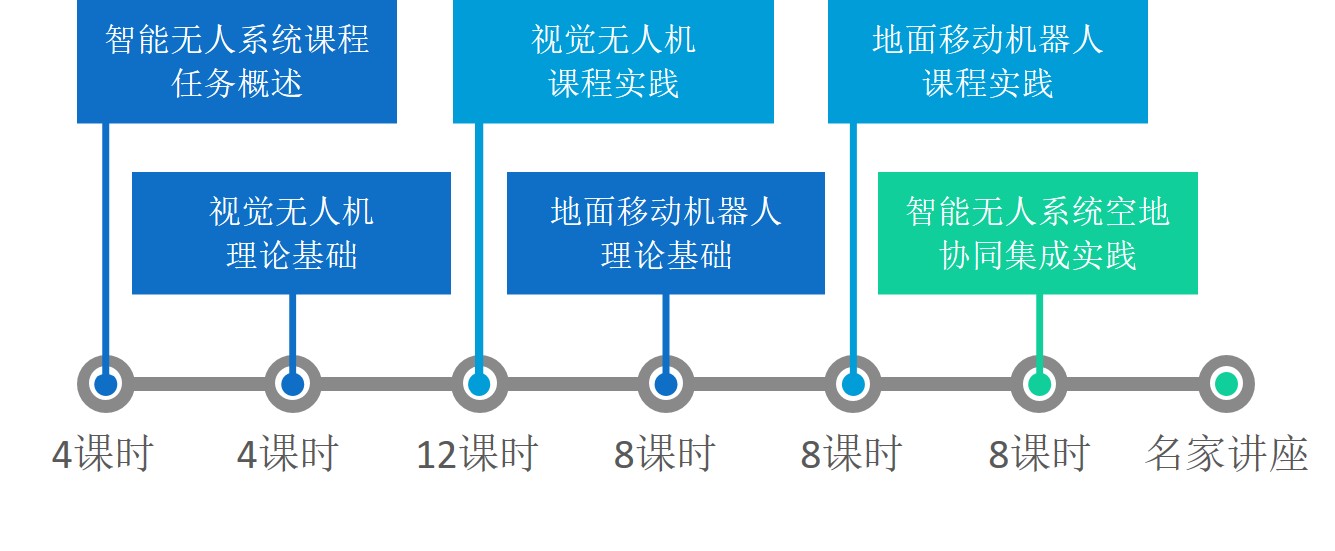 智能无人系统课程
任务概述
视觉无人机
课程实践
地面移动机器人
课程实践
视觉无人机
理论基础
地面移动机器人
理论基础
智能无人系统空地
协同集成实践
4课时
4课时
12课时
8课时
8课时
8课时
名家讲座